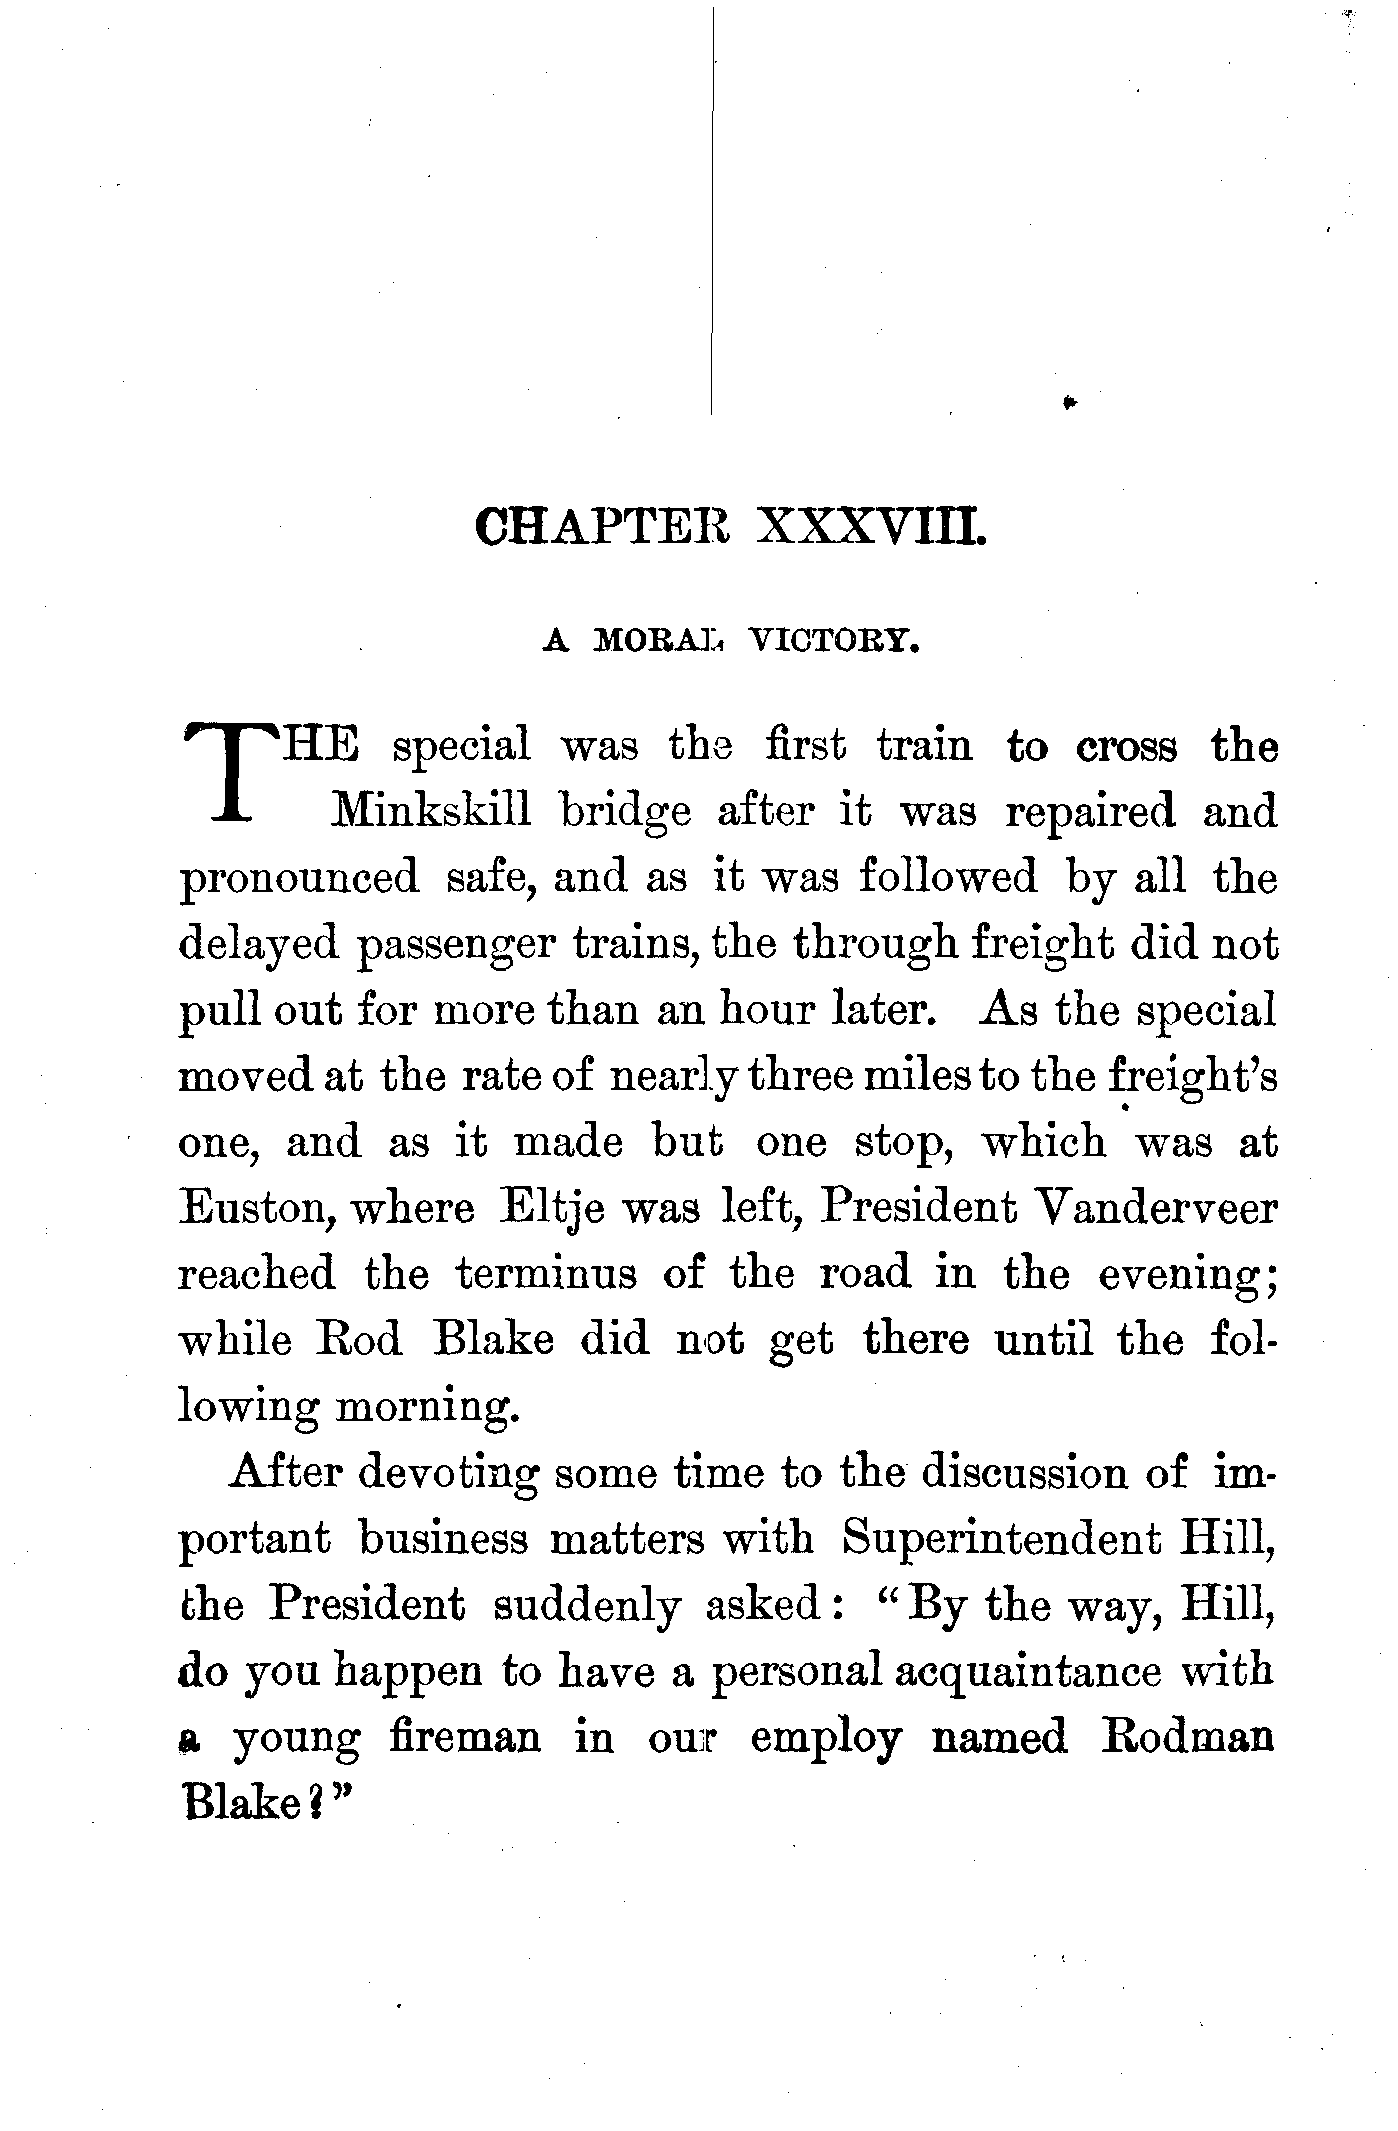 CHAPTER XXXVIII.
A MORAL VICTORY.
THE special was the first train to cross the
Minkskill bridge after it was repaired and
pronounced safe, and as it was followed by all the
delayed passenger trains, the through freight did not
pull out for more than an hour later. As the special
moved at the rate of nearly three miles to the freight's
one, and as it made but one stop, which was at
Euston, where Eltje was left, President Vanderveer
reached the terminus of the road in the evening;
while Rod Blake did not get there until the fol-
lowing morning.
After devoting some time to the discussion of im-
portant business matters with Superintendent Hill,
the President suddenly asked: "By the way, Hill,
do you happen to have a personal acquaintance with
a young fireman in our employ named Rodman
Blake?"